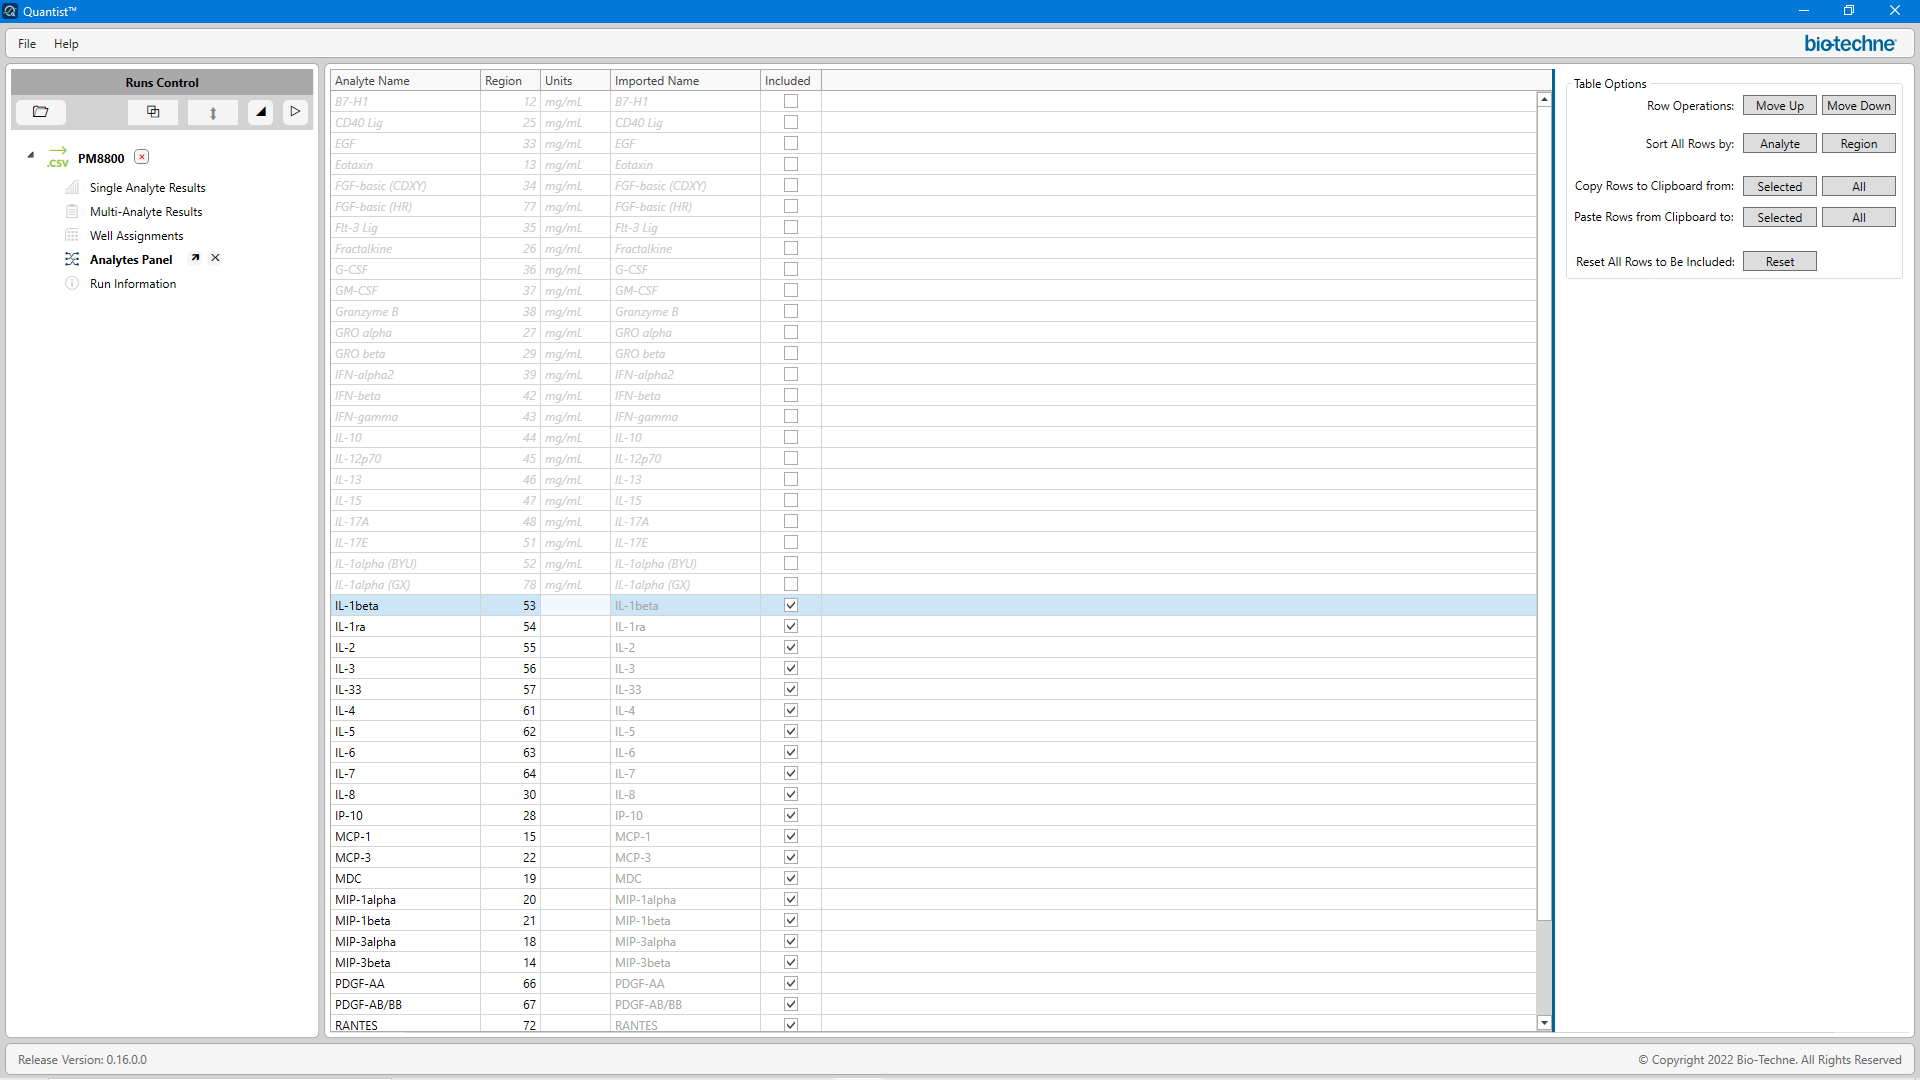 Quantist™
File Help
bio-techne
Runs Control
.CSV PM8800
Single Analyte Results
Multi-Analyte Results
Well Assignments
Analytes Panel
Run Information
Analyte Name Region Units Imported Name Included
B7-H1 12 mg/mL B7-H1
CD40 Lig 25 mg/mL CD40 Lig
EGF 33 mg/mL EGF
Eotaxin 13 mg/mL Eotaxin
FGF-basic (CDXY) 34 mg/mL FGF-basic (CDXY)
FGF-basic (HR) 77 mg/mL FGF-basic (HR)
Flt-3 Lig 35 mg/mL Flt-3 Lig
Fractalkine 26 mg/mL Fractalkine
G-CSF 36 mg/mL G-CSF
GM-CSF 37 mg/mL GM-CSF
Granzyme B 38 mg/mL Granzyme B
GRO alpha 27 mg/mL GRO alpha
GRO beta 29 mg/mL GRO beta
IFN-alpha2 39 mg/mL IFN-alpha2
IFN-beta 42 mg/mL IFN-beta
IFN-gamma 43 mg/mL IFN-gamma
IL-10 44 mg/mL IL-10
IL-12p70 45 mg/mL IL-12p70
IL-13 46 mg/mL IL-13
IL-15 47 mg/mL IL-15
IL-17A 48 mg/mL IL-17A
IL-17E 51 mg/mL IL-17E
IL-1alpha (BYU) 52 mg/mL IL-1alpha (BYU)
IL-1alpha (GX) 78 mg/mL IL-1alpha (GX)
IL-1beta 53 IL-1beta
IL-1ra 54 IL-1ra
IL-2 55 IL-2
IL-3 56 IL-3
IL-33 57 IL-33
IL-4 61 IL-4
IL-5 62 IL-5
IL-6 63 IL-6
IL-7 64 IL-7
IL-8 30 IL-8
IP-10 28 IP-10
MCP-1 15 MCP-1
MCP-3 22 MCP-3
MDC 19 MDC
MIP-1alpha 20 MIP-1alpha
MIP-1beta 21 MIP-1beta
MIP-3alpha 18 MIP-3alpha
MIP-3beta 14 MIP-3beta
PDGF-AA 66 PDGF-AA
PDGF-AB/BB 67 PDGF-AB/BB
RANTES 72 RANTES
Table Options
Row Operations: Move Up Move Down
Sort All Rows by: Analyte Region
Copy Rows to Clipboard from: Selected All
Paste Rows from Clipboard to: Selected All
Reset All Rows to Be Included: Reset
Release Version: 0.16.0.0
© Copyright 2022 Bio-Techne. All Rights Reserved